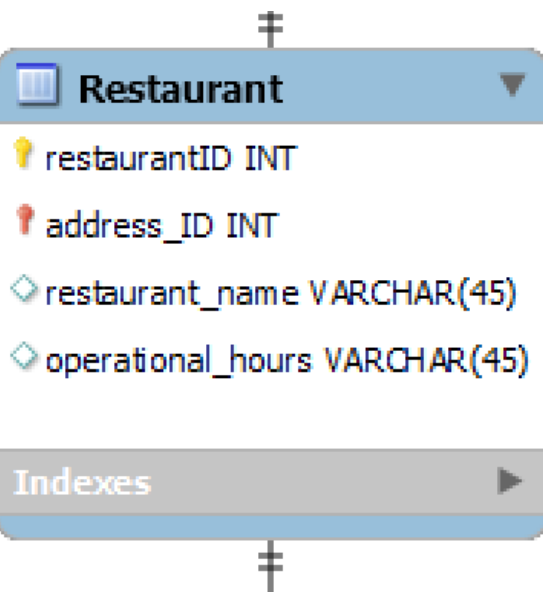 Restaurant
restaurantID INT
address_ID INT
restaurant_name VARCHAR(45)
operational_hours VARCHAR(45)
Indexes